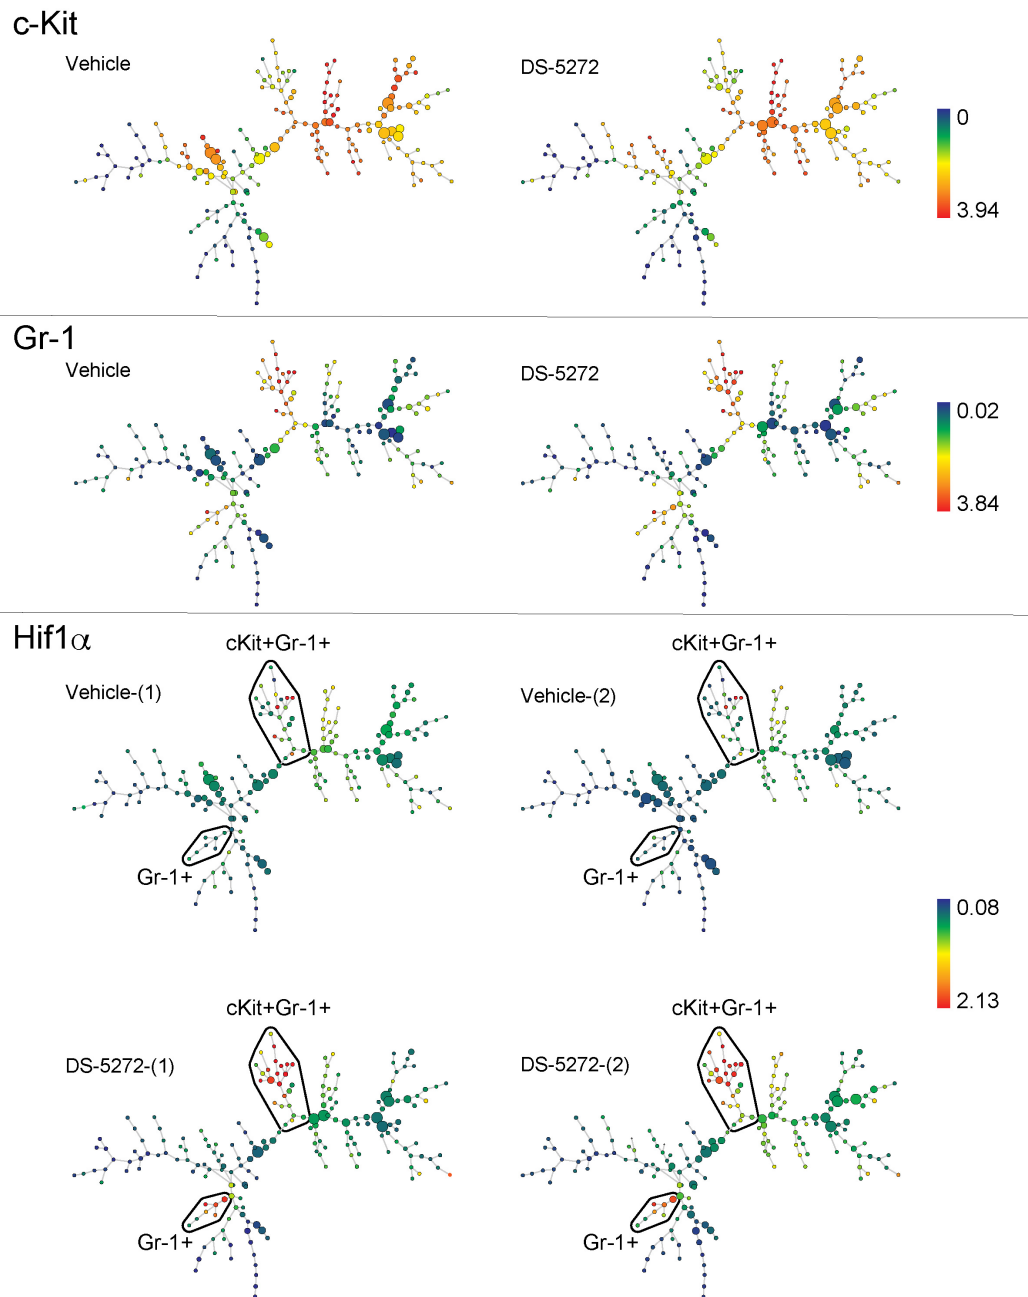 c-Kit
Vehicle
DS-5272
0
3.94
Gr-1
Vehicle
DS-5272
0.02
3.84
Hif1α
cKit+Gr-1+
cKit+Gr-1+
Vehicle-(1)
Vehicle-(2)
Gr-1+
Gr-1+
0.08
2.13
cKit+Gr-1+
cKit+Gr-1+
DS-5272-(1)
DS-5272-(2)
Gr-1+
Gr-1+